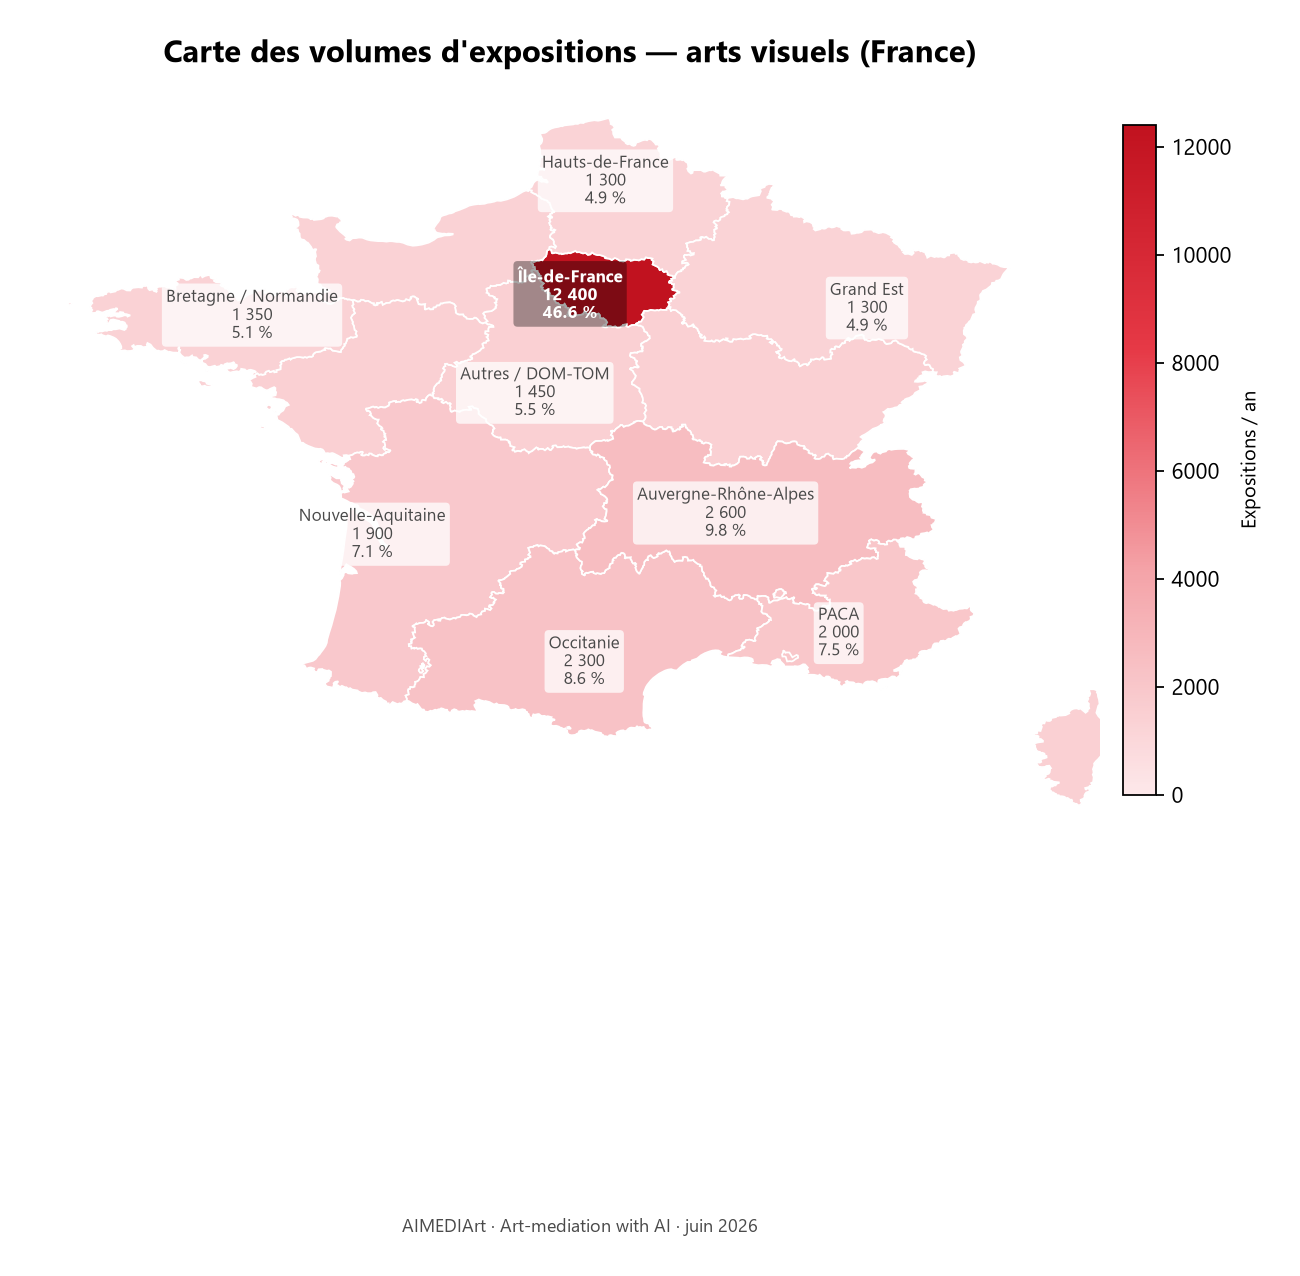 Carte des volumes d'expositions — arts visuels (France)
Hauts-de-France
1 300
4.9 %
Île-de-France
12 400
46.6 %
Bretagne / Normandie
1 350
5.1 %
Grand Est
1 300
4.9 %
Autres / DOM-TOM
1 450
5.5 %
Auvergne-Rhône-Alpes
2 600
9.8 %
Nouvelle-Aquitaine
1 900
7.1 %
PACA
2 000
7.5 %
Occitanie
2 300
8.6 %
12000
10000
8000
6000
4000
2000
0
Expositions / an
AIMEDIArt · Art-mediation with AI · juin 2026